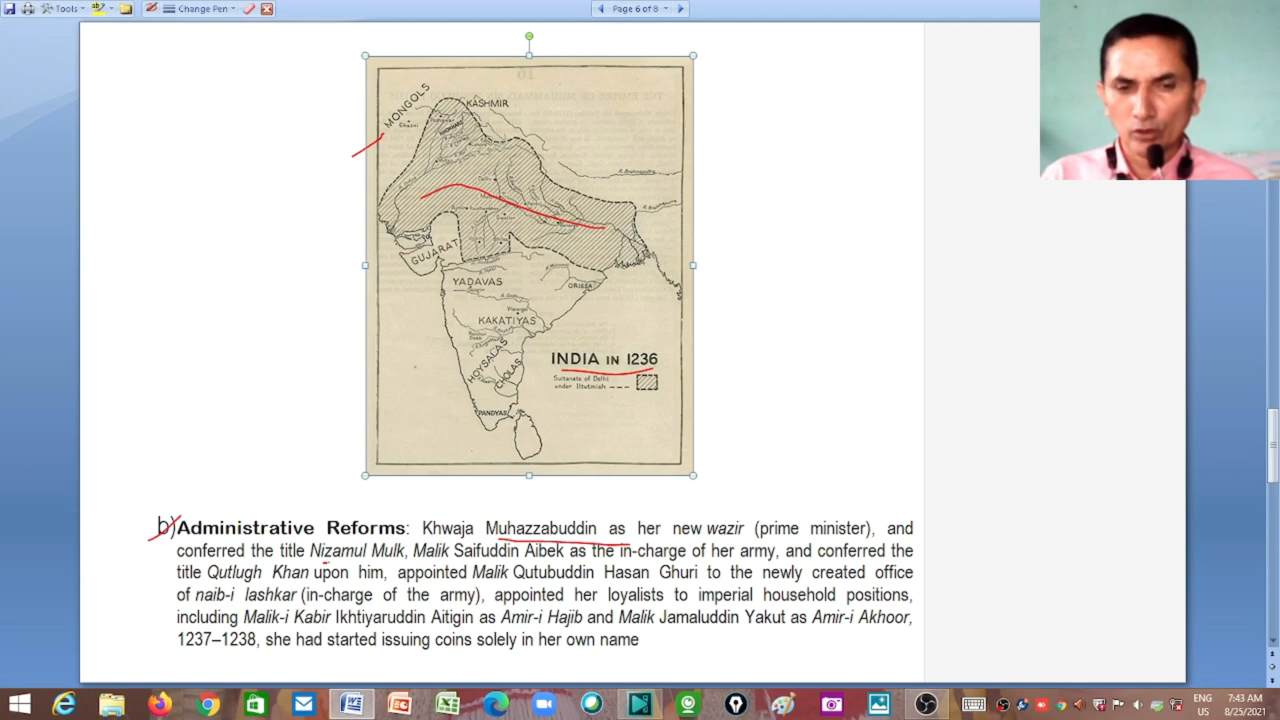 Tools
Change Pen
Page 6 of 8
MONGOLS
KASHMIR
Ghazni
Delhi
R. Brahmaputra
GUJARAT
YADAVAS
ORISSA
KAKATIYAS
HOYSALAS
CHOLAS
PANDYAS
INDIA IN 1236
Sultanate of Delhi
under Iltutmish
b) Administrative Reforms: Khwaja Muhazzabuddin as her new wazir (prime minister), and
conferred the title Nizamul Mulk, Malik Saifuddin Aibek as the in-charge of her army, and conferred the
title Qutlugh Khan upon him, appointed Malik Qutubuddin Hasan Ghuri to the newly created office
of naib-i lashkar (in-charge of the army), appointed her loyalists to imperial household positions,
including Malik-i Kabir Ikhtiyaruddin Aitigin as Amir-i Hajib and Malik Jamaluddin Yakut as Amir-i Akhoor,
1237–1238, she had started issuing coins solely in her own name
ENG
US
7:43 AM
8/25/2021